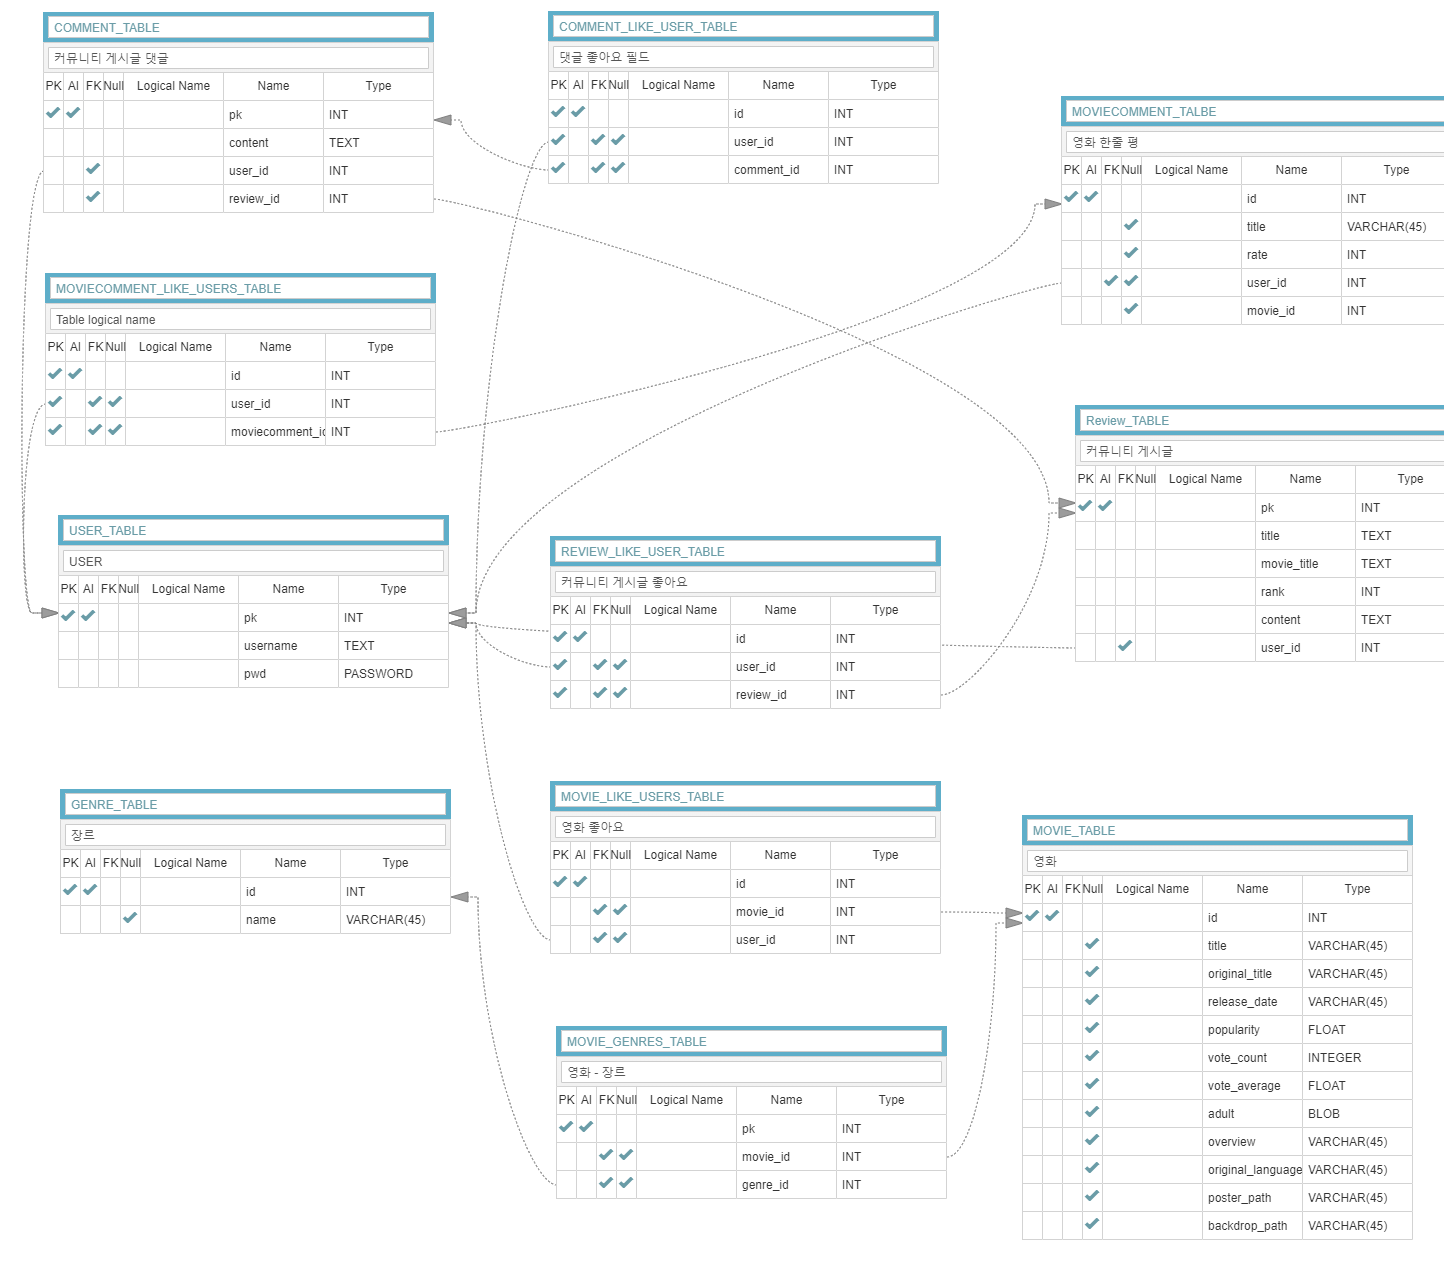 COMMENT_TABLE
커뮤니티 게시글 댓글
PK AI FK Null Logical Name Name Type
pk INT
content TEXT
user_id INT
review_id INT
COMMENT_LIKE_USER_TABLE
댓글 좋아요 필드
PK AI FK Null Logical Name Name Type
id INT
user_id INT
comment_id INT
MOVIECOMMENT_TALBE
영화 한줄 평
PK AI FK Null Logical Name Name Type
id INT
title VARCHAR(45)
rate INT
user_id INT
movie_id INT
MOVIECOMMENT_LIKE_USERS_TABLE
Table logical name
PK AI FK Null Logical Name Name Type
id INT
user_id INT
moviecomment_id INT
Review_TABLE
커뮤니티 게시글
PK AI FK Null Logical Name Name Type
pk INT
title TEXT
movie_title TEXT
rank INT
content TEXT
user_id INT
USER_TABLE
USER
PK AI FK Null Logical Name Name Type
pk INT
username TEXT
pwd PASSWORD
REVIEW_LIKE_USER_TABLE
커뮤니티 게시글 좋아요
PK AI FK Null Logical Name Name Type
id INT
user_id INT
review_id INT
GENRE_TABLE
장르
PK AI FK Null Logical Name Name Type
id INT
name VARCHAR(45)
MOVIE_LIKE_USERS_TABLE
영화 좋아요
PK AI FK Null Logical Name Name Type
id INT
movie_id INT
user_id INT
MOVIE_TABLE
영화
PK AI FK Null Logical Name Name Type
id INT
title VARCHAR(45)
original_title VARCHAR(45)
release_date VARCHAR(45)
popularity FLOAT
vote_count INTEGER
vote_average FLOAT
adult BLOB
overview VARCHAR(45)
original_language VARCHAR(45)
poster_path VARCHAR(45)
backdrop_path VARCHAR(45)
MOVIE_GENRES_TABLE
영화 - 장르
PK AI FK Null Logical Name Name Type
pk INT
movie_id INT
genre_id INT